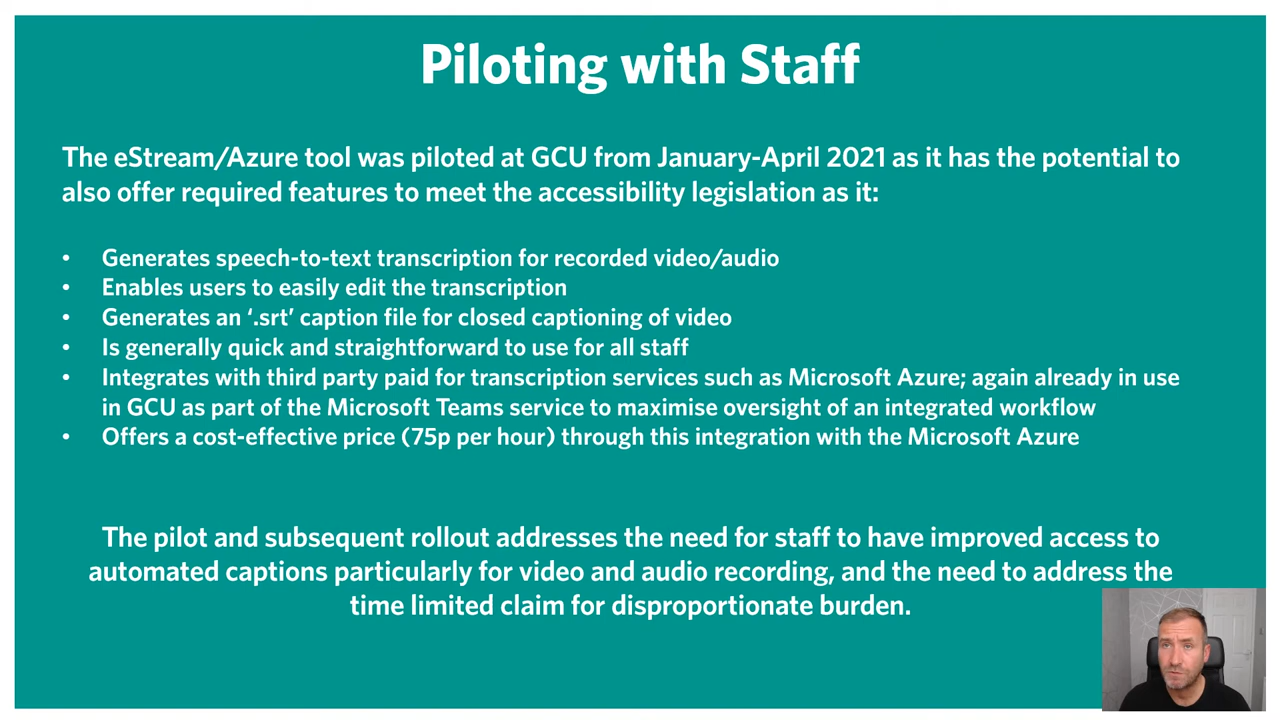 Piloting with Staff
The eStream/Azure tool was piloted at GCU from January-April 2021 as it has the potential to
also offer required features to meet the accessibility legislation as it:
• Generates speech-to-text transcription for recorded video/audio
• Enables users to easily edit the transcription
• Generates an ‘.srt’ caption file for closed captioning of video
• Is generally quick and straightforward to use for all staff
• Integrates with third party paid for transcription services such as Microsoft Azure; again already in use
in GCU as part of the Microsoft Teams service to maximise oversight of an integrated workflow
• Offers a cost-effective price (75p per hour) through this integration with the Microsoft Azure
The pilot and subsequent rollout addresses the need for staff to have improved access to
automated captions particularly for video and audio recording, and the need to address the
time limited claim for disproportionate burden.